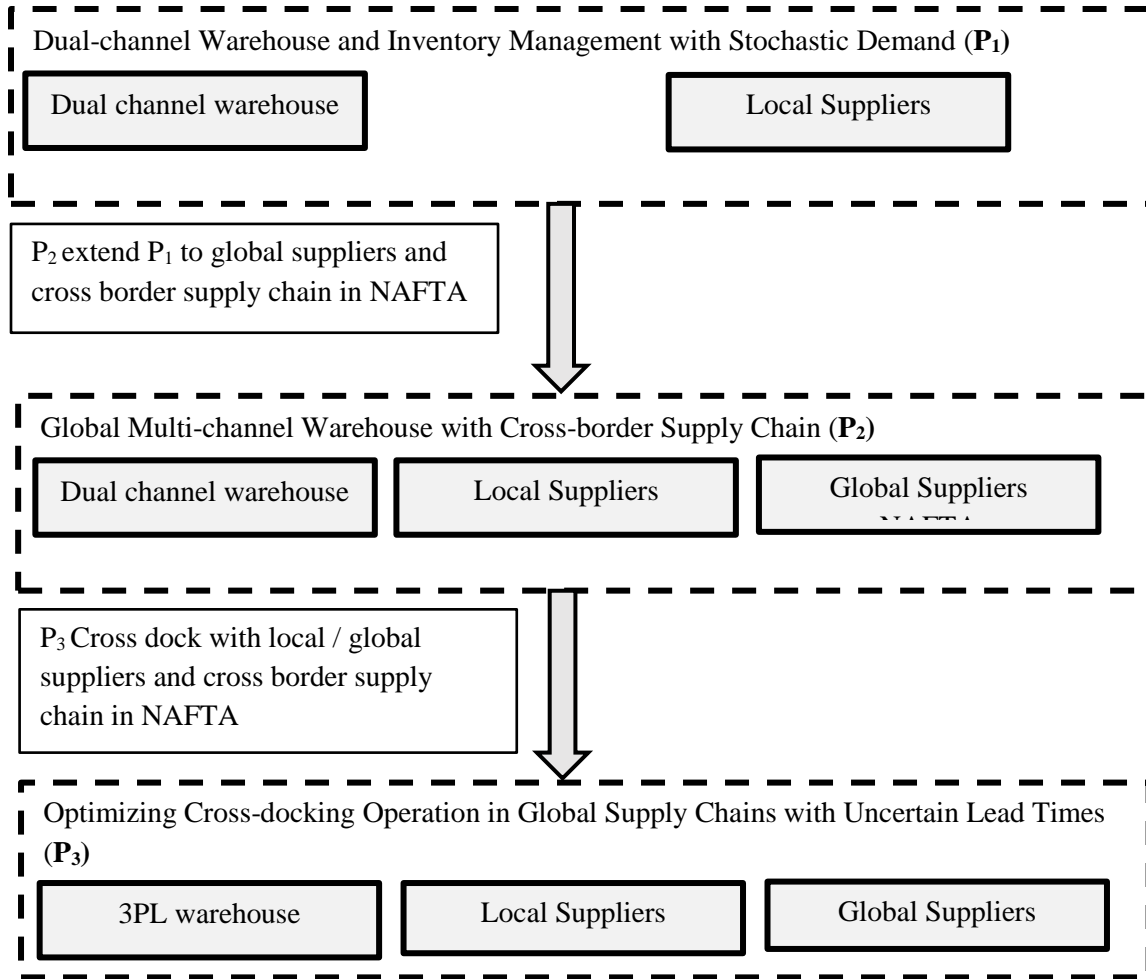 Dual-channel Warehouse and Inventory Management with Stochastic Demand (P₁)
Dual channel warehouse
Local Suppliers
P₂ extend P₁ to global suppliers and
cross border supply chain in NAFTA
Global Multi-channel Warehouse with Cross-border Supply Chain (P₂)
Dual channel warehouse
Local Suppliers
Global Suppliers
P₃ Cross dock with local / global
suppliers and cross border supply
chain in NAFTA
Optimizing Cross-docking Operation in Global Supply Chains with Uncertain Lead Times
(P₃)
3PL warehouse
Local Suppliers
Global Suppliers